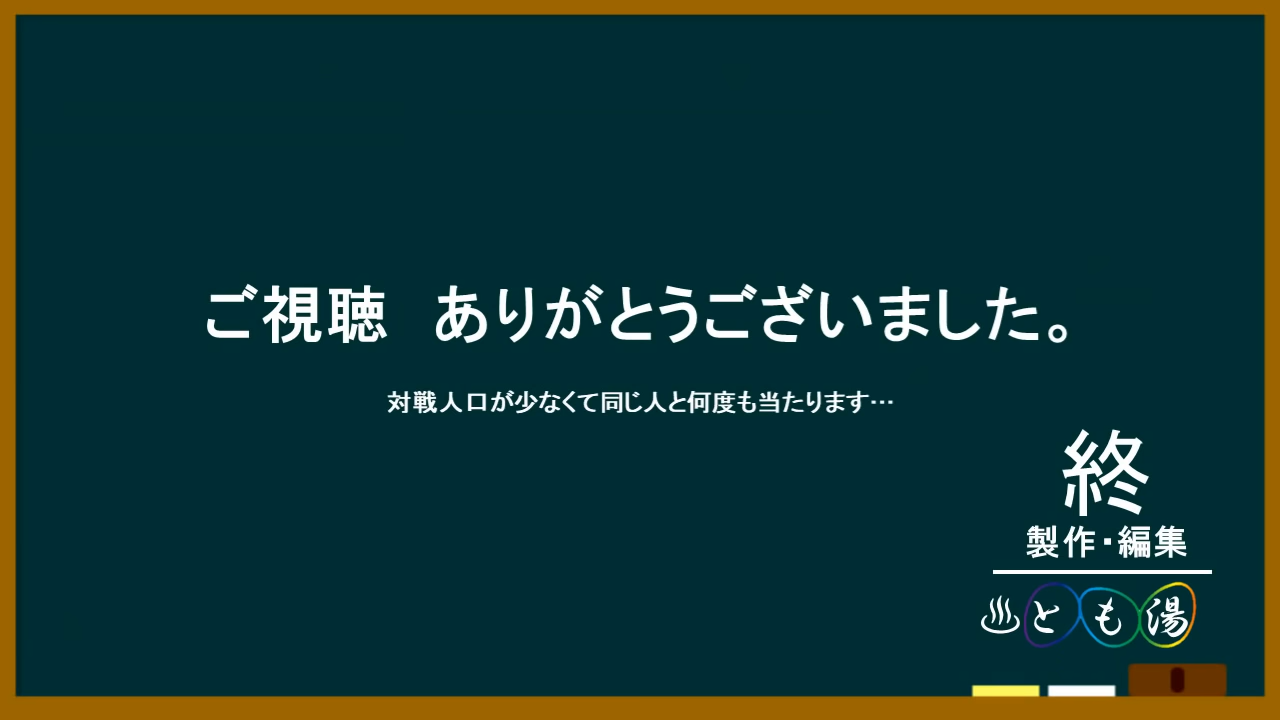 ご視聴　ありがとうございました。
対戦人口が少なくて同じ人と何度も当たります…
終
製作・編集
♨とも湯